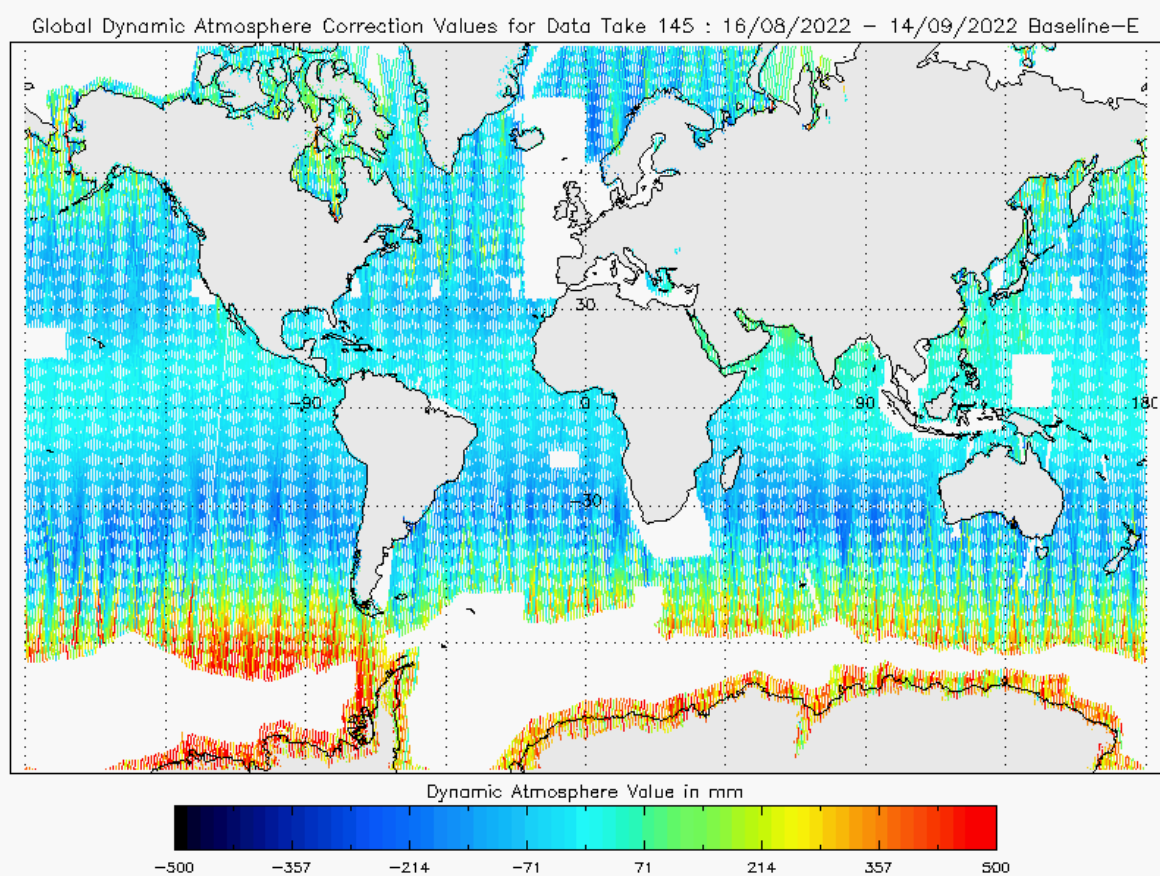 Global Dynamic Atmosphere Correction Values for Data Take 145 : 16/08/2022 – 14/09/2022 Baseline–E
30
–90 0 90 180
–30
Dynamic Atmosphere Value in mm
–500 –357 –214 –71 71 214 357 500